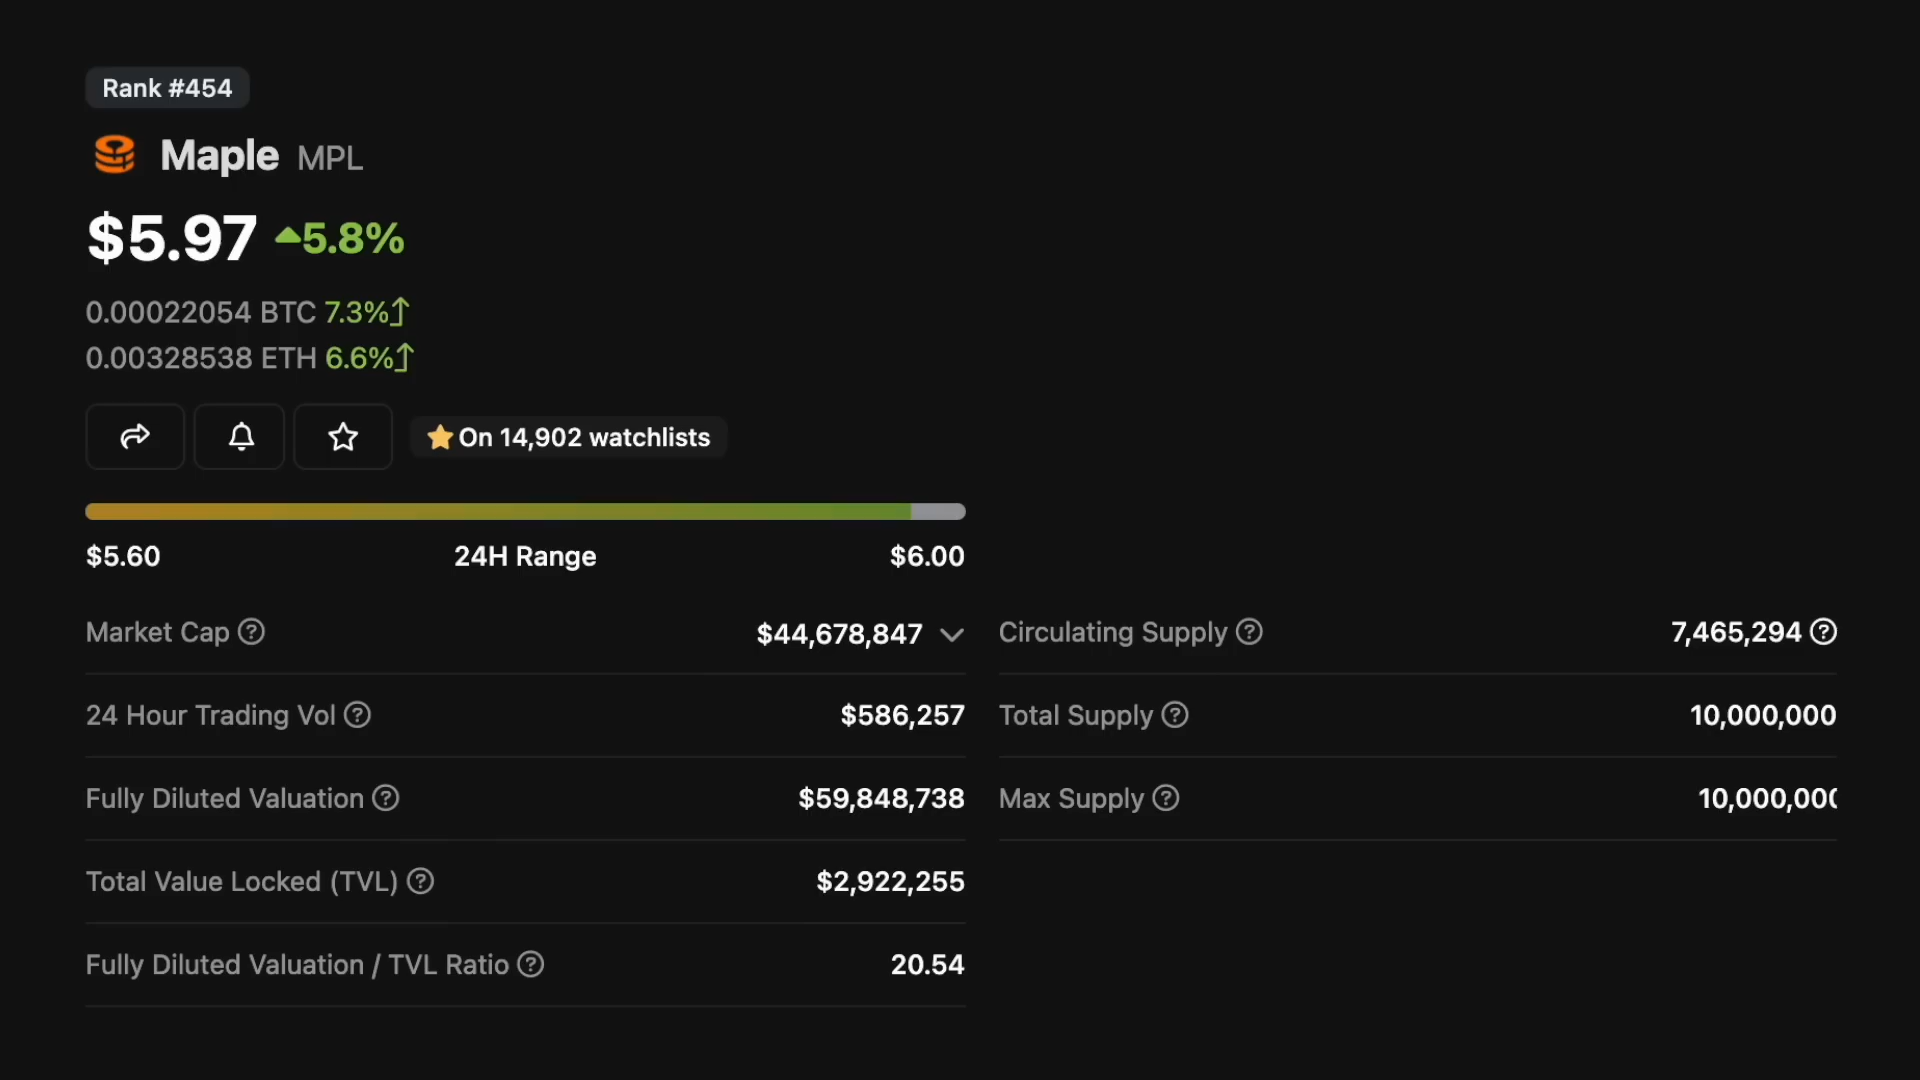 Rank #454
Maple MPL
$5.97 5.8%
0.00022054 BTC 7.3%
0.00328538 ETH 6.6%
On 14,902 watchlists
$5.60 24H Range $6.00
Market Cap $44,678,847
24 Hour Trading Vol $586,257
Fully Diluted Valuation $59,848,738
Total Value Locked (TVL) $2,922,255
Fully Diluted Valuation / TVL Ratio 20.54
Circulating Supply 7,465,294
Total Supply 10,000,000
Max Supply 10,000,000